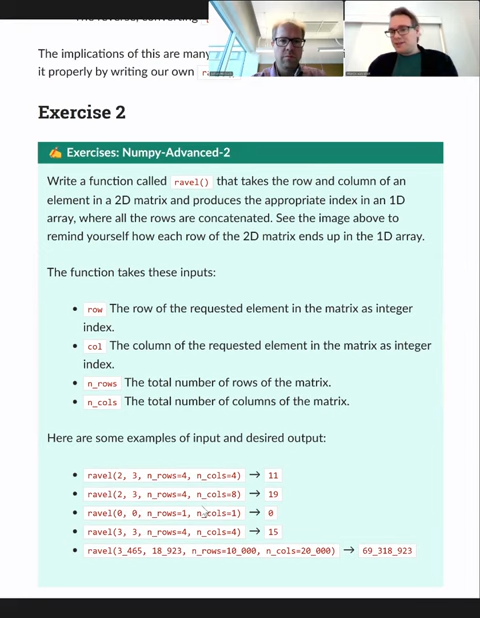 The reverse, converting
The implications of this are many
it properly by writing our own
Exercise 2
✍ Exercises: Numpy-Advanced-2
Write a function called ravel() that takes the row and column of an
element in a 2D matrix and produces the appropriate index in an 1D
array, where all the rows are concatenated. See the image above to
remind yourself how each row of the 2D matrix ends up in the 1D array.
The function takes these inputs:
• row The row of the requested element in the matrix as integer
index.
• col The column of the requested element in the matrix as integer
index.
• n_rows The total number of rows of the matrix.
• n_cols The total number of columns of the matrix.
Here are some examples of input and desired output:
• ravel(2, 3, n_rows=4, n_cols=4) → 11
• ravel(2, 3, n_rows=4, n_cols=8) → 19
• ravel(0, 0, n_rows=1, n_cols=1) → 0
• ravel(3, 3, n_rows=4, n_cols=4) → 15
• ravel(3_465, 18_923, n_rows=10_000, n_cols=20_000) → 69_318_923